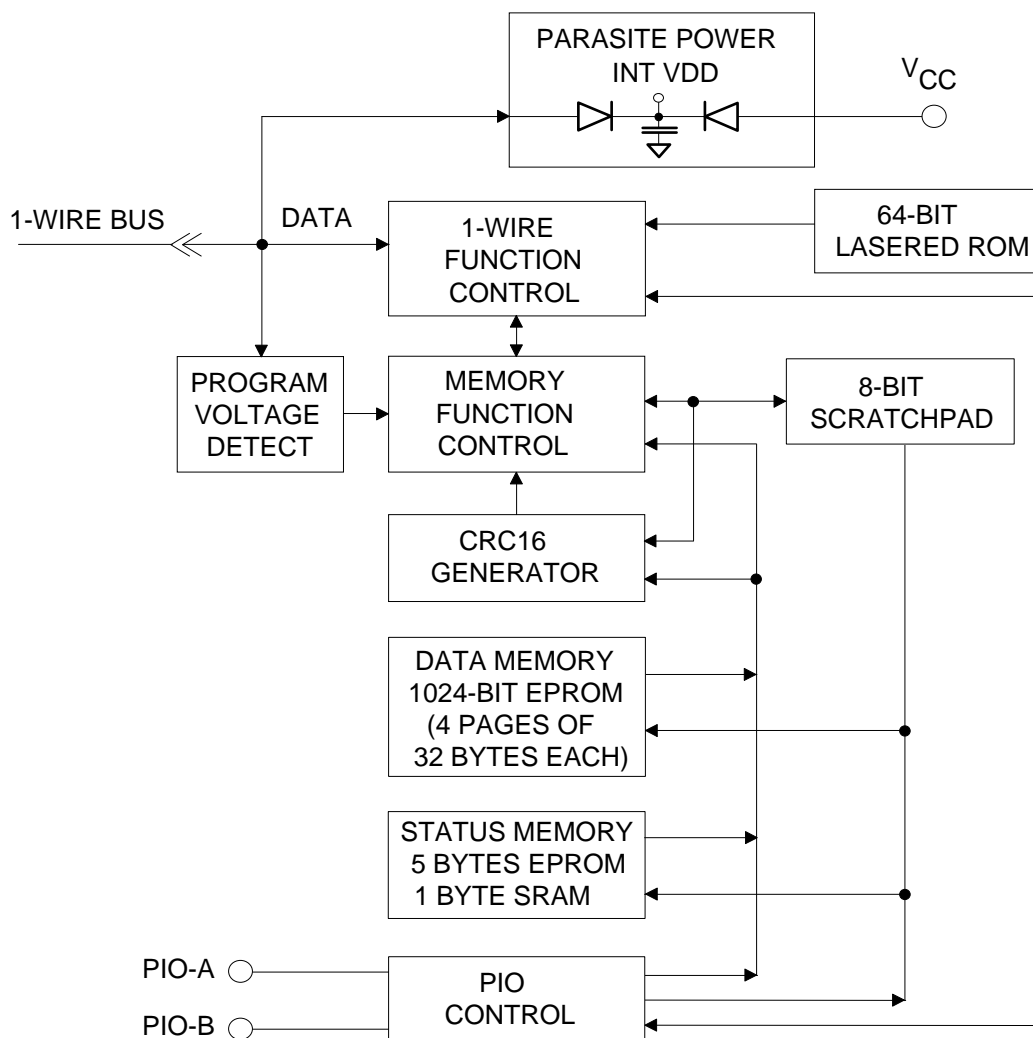 PARASITE POWER
INT VDD
VCC
1-WIRE BUS
DATA
1-WIRE
FUNCTION
CONTROL
64-BIT
LASERED ROM
PROGRAM
VOLTAGE
DETECT
MEMORY
FUNCTION
CONTROL
8-BIT
SCRATCHPAD
CRC16
GENERATOR
DATA MEMORY
1024-BIT EPROM
(4 PAGES OF
32 BYTES EACH)
STATUS MEMORY
5 BYTES EPROM
1 BYTE SRAM
PIO-A
PIO-B
PIO
CONTROL